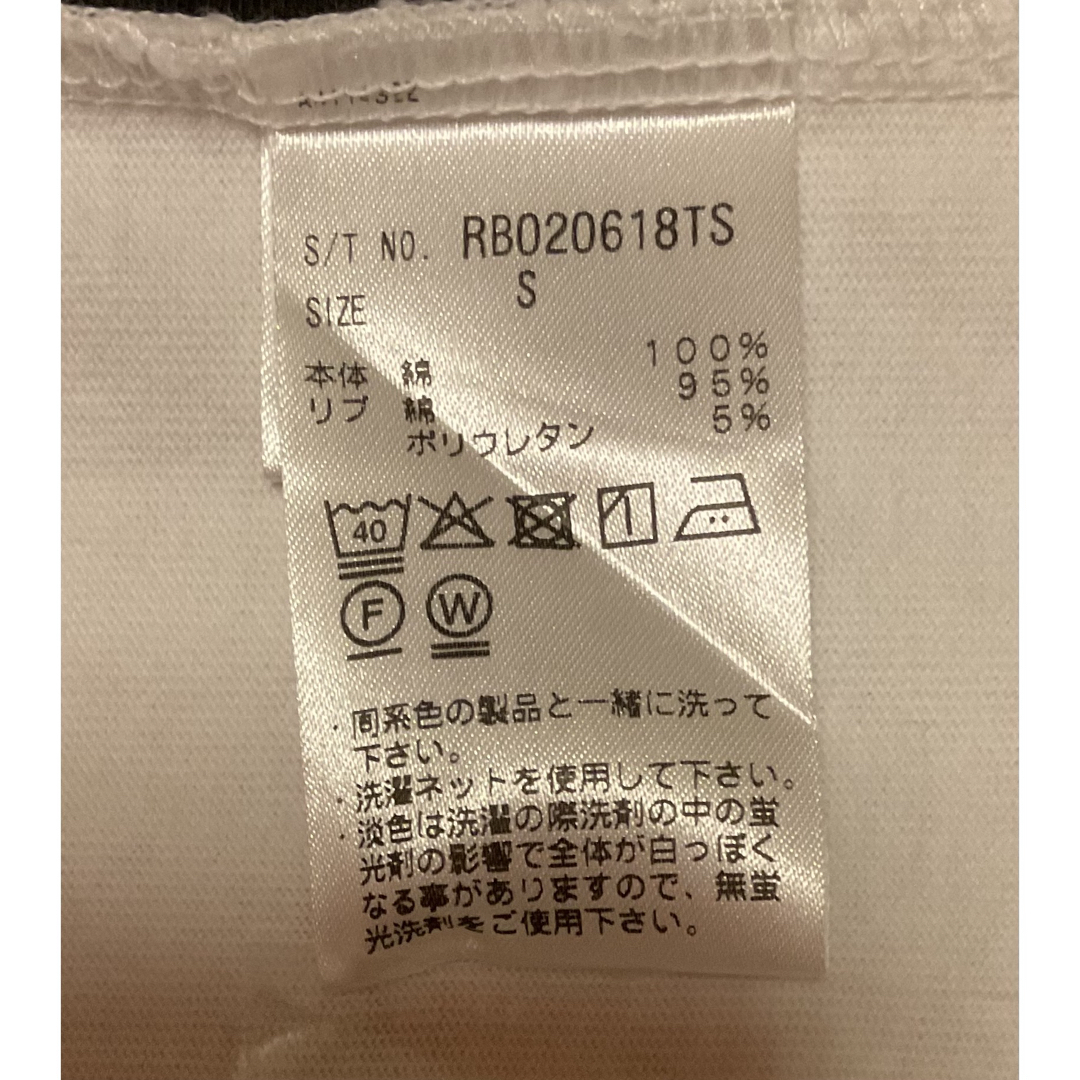 S/T NO. RB020618TS
SIZE S
本体 綿 100%
リブ 綿 95%
ポリウレタン 5%
40
F W
・同系色の製品と一緒に洗って
下さい。
・洗濯ネットを使用して下さい。
・淡色は洗濯の際洗剤の中の蛍
光剤の影響で全体が白っぽく
なる事がありますので、無蛍
光洗剤をご使用下さい。